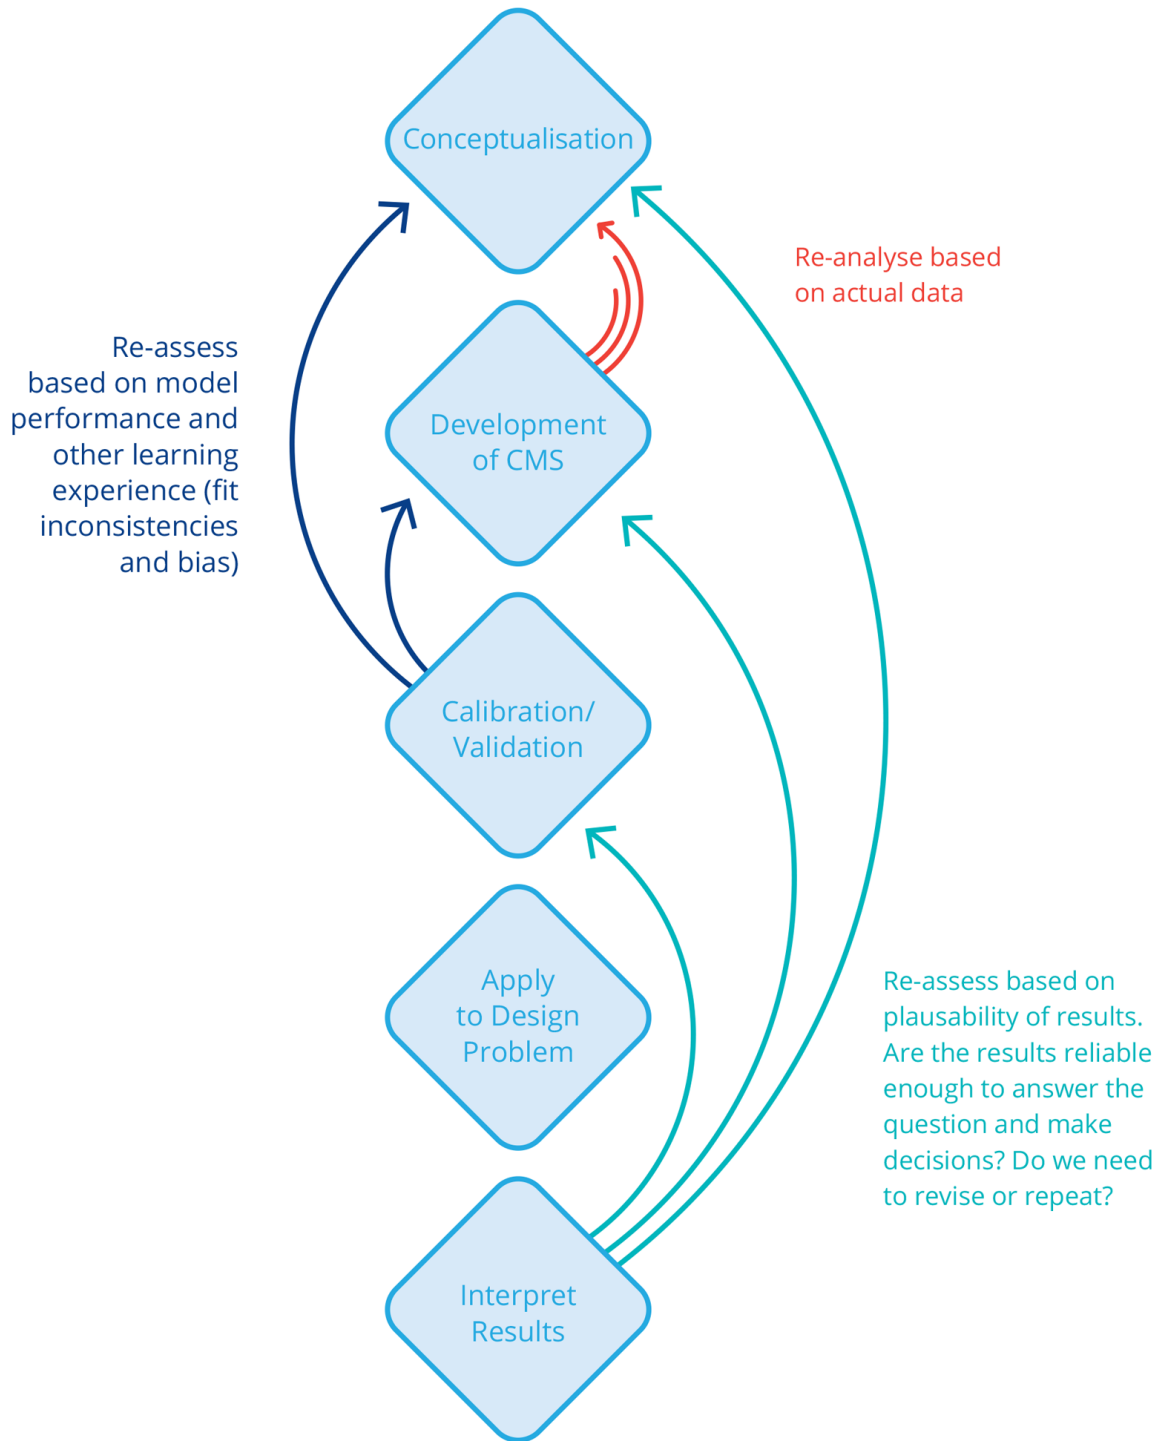 Conceptualisation
Re-analyse based
on actual data
Re-assess
based on model
performance and
other learning
experience (fit
inconsistencies
and bias)
Development
of CMS
Calibration/
Validation
Apply
to Design
Problem
Re-assess based on
plausability of results.
Are the results reliable
enough to answer the
question and make
decisions? Do we need
to revise or repeat?
Interpret
Results